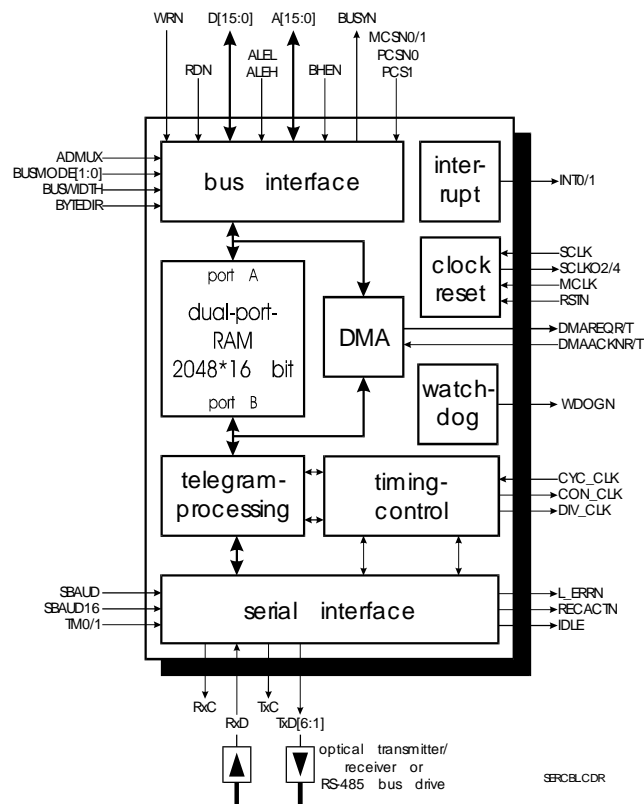 WRN
D[15:0]
A[15:0]
BUSYN
MCSN0/1
PCSN0
PCS1
RDN
ALEL
ALEH
BHEN
ADMUX
BUSMODE[1:0]
BUSWIDTH
BYTEDIR
bus interface
inter-
rupt
INT0/1
port A
dual-port-
RAM
2048*16 bit
port B
clock
reset
SCLK
SCLKO2/4
MCLK
RSTN
DMA
DMAREQR/T
DMAACKNR/T
watch-
dog
WDOGN
telegram-
processing
timing-
control
CYC_CLK
CON_CLK
DIV_CLK
SBAUD
SBAUD16
TM0/1
serial interface
L_ERRN
RECACTN
IDLE
RxC
RxD
TxC
TxD[6:1]
optical transmitter/
receiver or
RS-485 bus drive
SERCBL.CDR